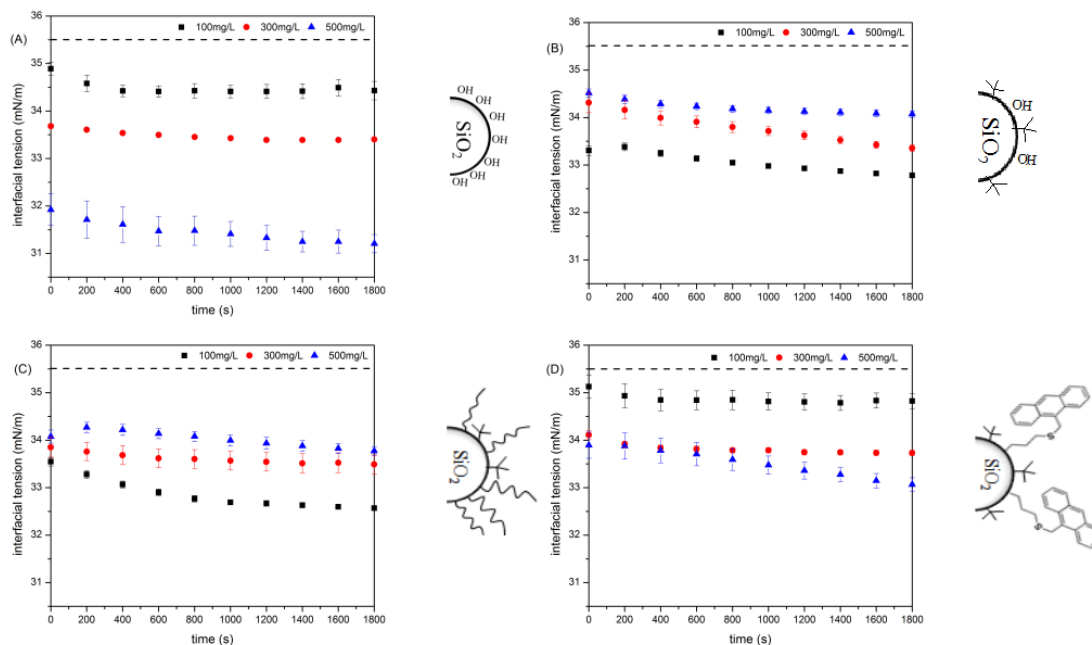 (A)
100mg/L 300mg/L 500mg/L
36
35
34
33
32
31
interfacial tension (mN/m)
0 200 400 600 800 1000 1200 1400 1600 1800
time (s)
OH
OH
OH
OH
OH
OH
OH
SiO2
(B)
100mg/L 300mg/L 500mg/L
36
35
34
33
32
31
interfacial tension (mN/m)
0 200 400 600 800 1000 1200 1400 1600 1800
time (s)
OH
SiO2
OH
(C)
100mg/L 300mg/L 500mg/L
36
35
34
33
32
31
interfacial tension (mN/m)
0 200 400 600 800 1000 1200 1400 1600 1800
time (s)
SiO2
(D)
100mg/L 300mg/L 500mg/L
36
35
34
33
32
31
interfacial tension (mN/m)
0 200 400 600 800 1000 1200 1400 1600 1800
time (s)
S
SiO2
S